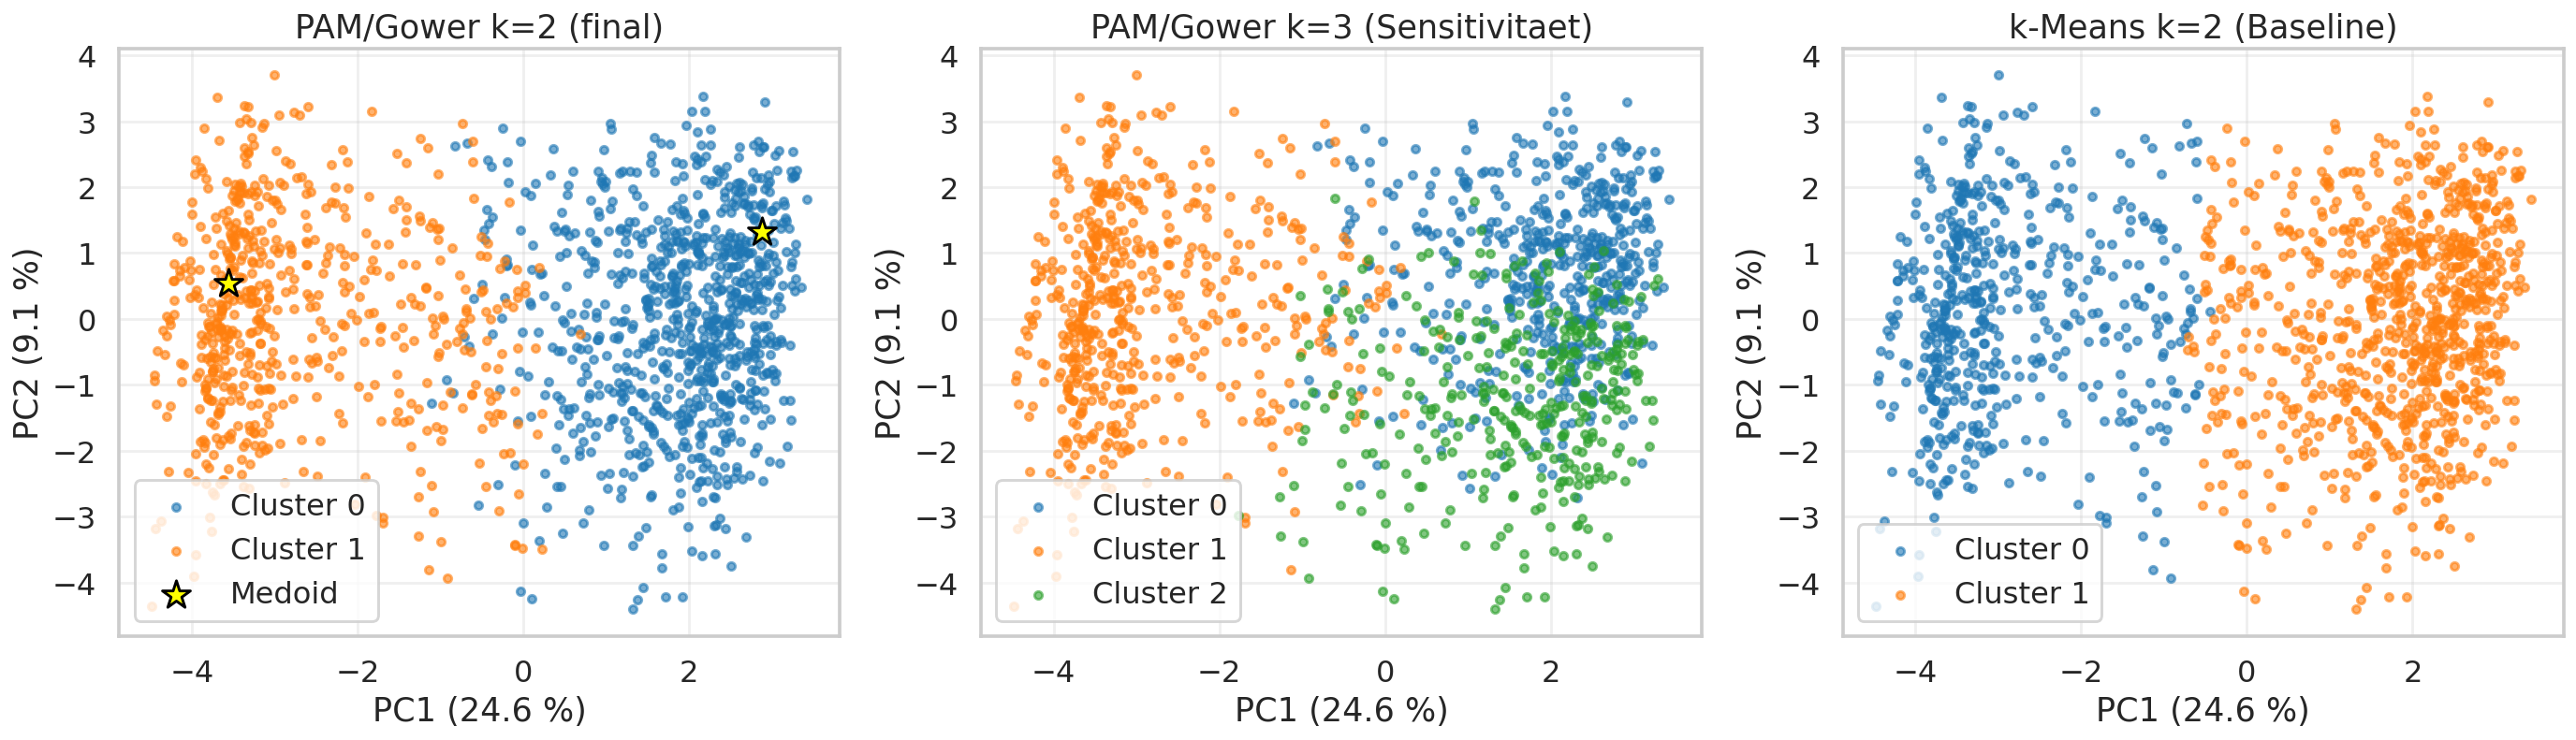 PAM/Gower k=2 (final)
4
3
2
1
0
−1
−2
−3
−4
PC2 (9.1 %)
Cluster 0
Cluster 1
Medoid
−4
−2
0
2
PC1 (24.6 %)
PAM/Gower k=3 (Sensitivitaet)
4
3
2
1
0
−1
−2
−3
−4
PC2 (9.1 %)
Cluster 0
Cluster 1
Cluster 2
−4
−2
0
2
PC1 (24.6 %)
k-Means k=2 (Baseline)
4
3
2
1
0
−1
−2
−3
−4
PC2 (9.1 %)
Cluster 0
Cluster 1
−4
−2
0
2
PC1 (24.6 %)